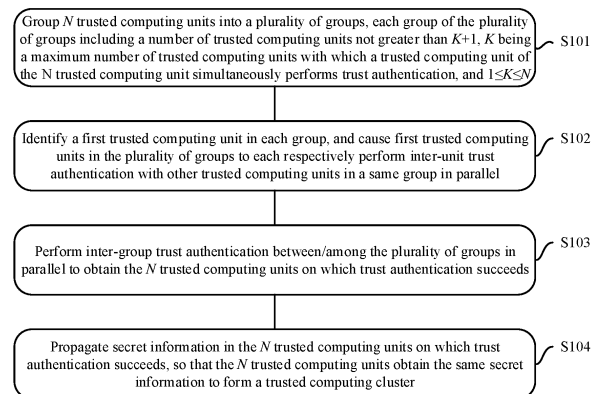 Group N trusted computing units into a plurality of groups, each group of the plurality
of groups including a number of trusted computing units not greater than K+1, K being
a maximum number of trusted computing units with which a trusted computing unit of
the N trusted computing unit simultaneously performs trust authentication, and 1≤K≤N
S101
Identify a first trusted computing unit in each group, and cause first trusted computing
units in the plurality of groups to each respectively perform inter-unit trust
authentication with other trusted computing units in a same group in parallel
S102
Perform inter-group trust authentication between/among the plurality of groups in
parallel to obtain the N trusted computing units on which trust authentication succeeds
S103
Propagate secret information in the N trusted computing units on which trust
authentication succeeds, so that the N trusted computing units obtain the same secret
information to form a trusted computing cluster
S104